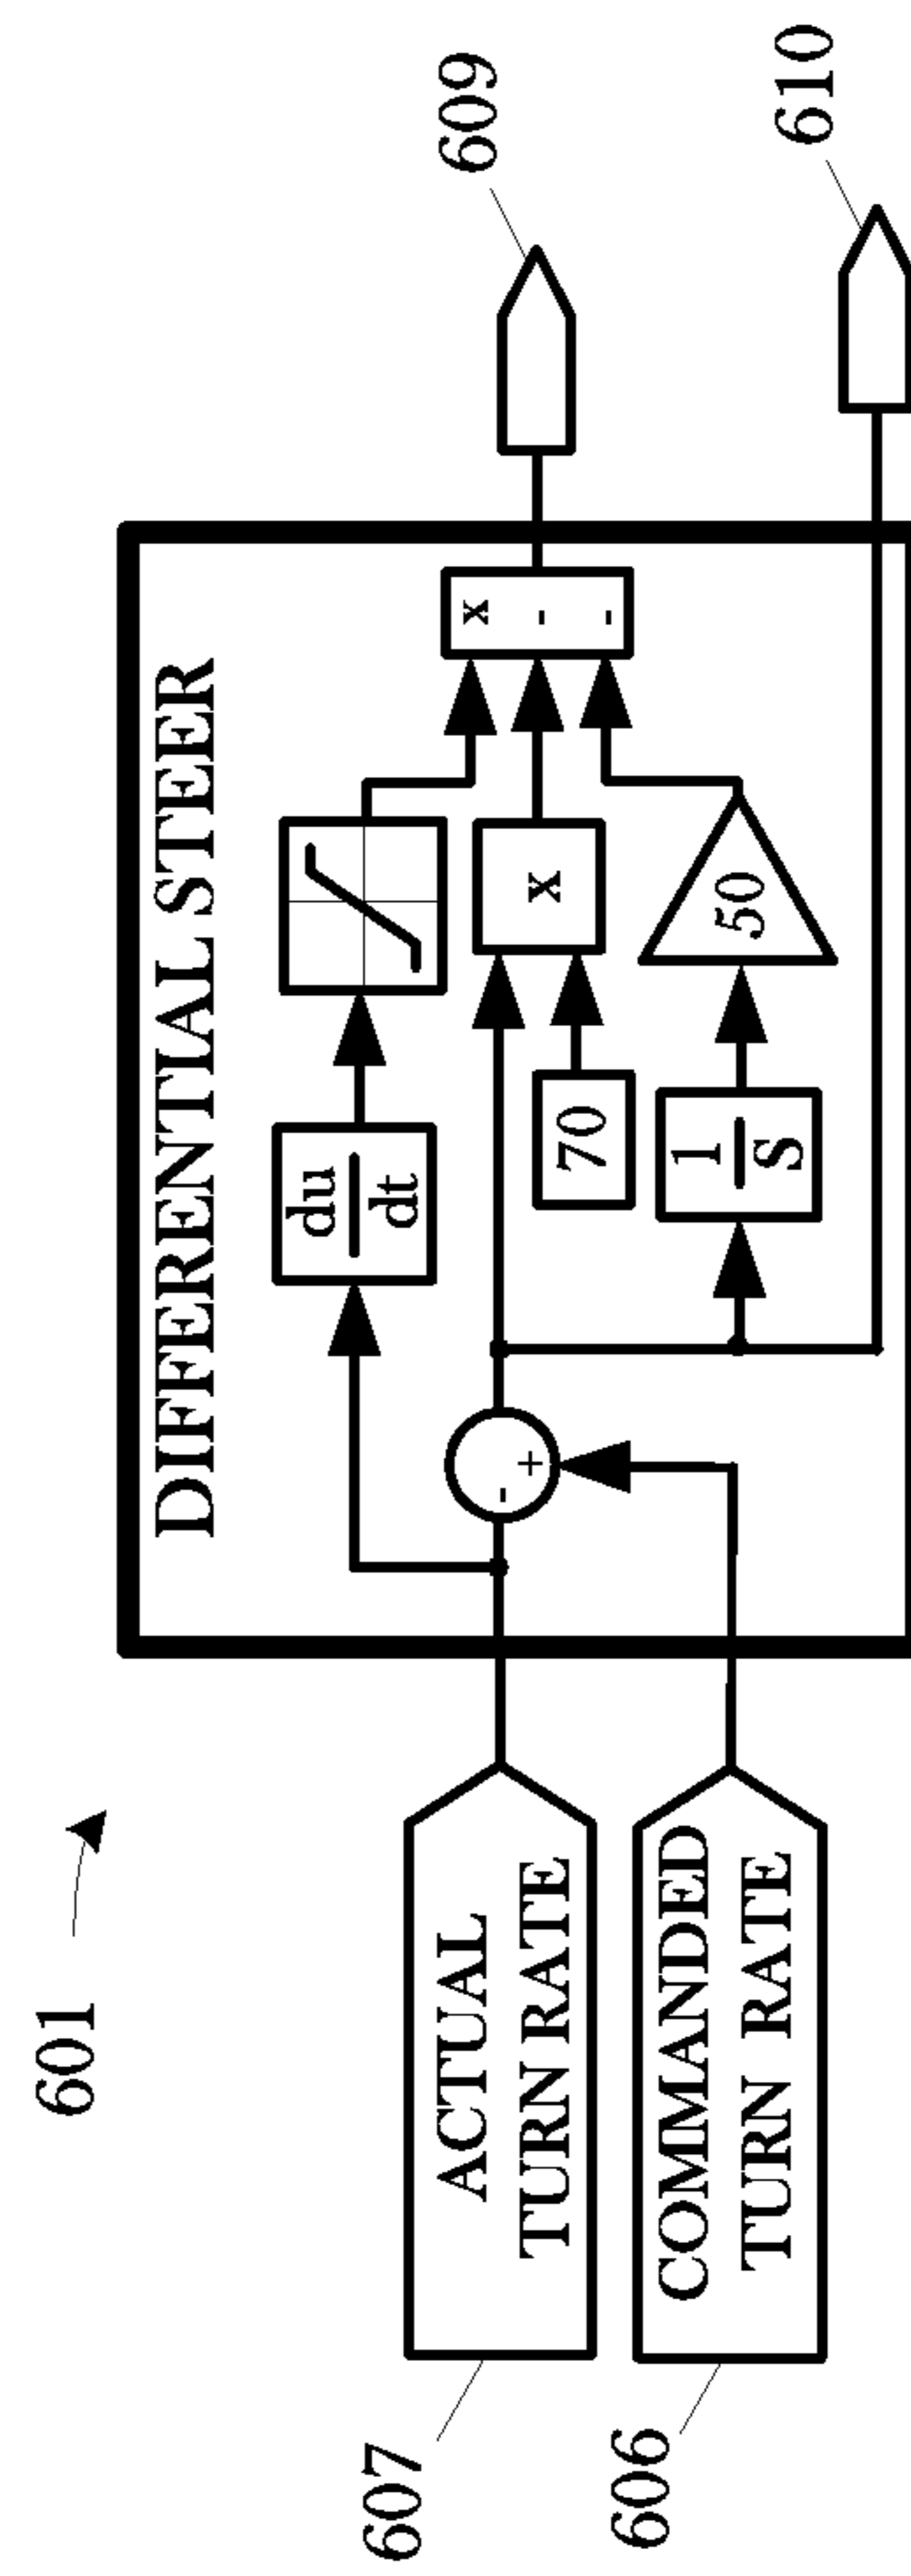 601
DIFFERENTIAL STEER
607
ACTUAL
TURN RATE
606
COMMANDED
TURN RATE
-
+
du
dt
70
x
1
S
50
x
-
-
609
610